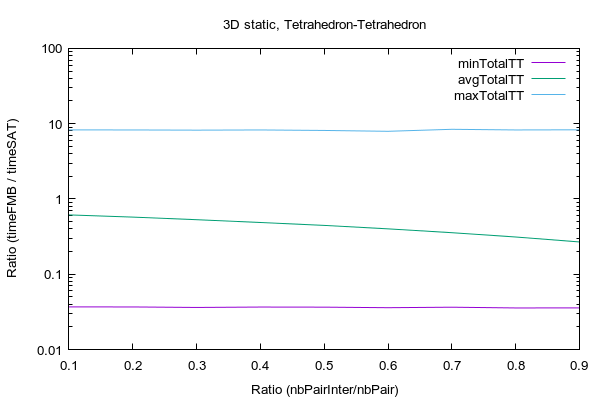 3D static, Tetrahedron-Tetrahedron
minTotalTT
avgTotalTT
maxTotalTT
100
10
1
0.1
0.01
Ratio (timeFMB / timeSAT)
0.1 0.2 0.3 0.4 0.5 0.6 0.7 0.8 0.9
Ratio (nbPairInter/nbPair)